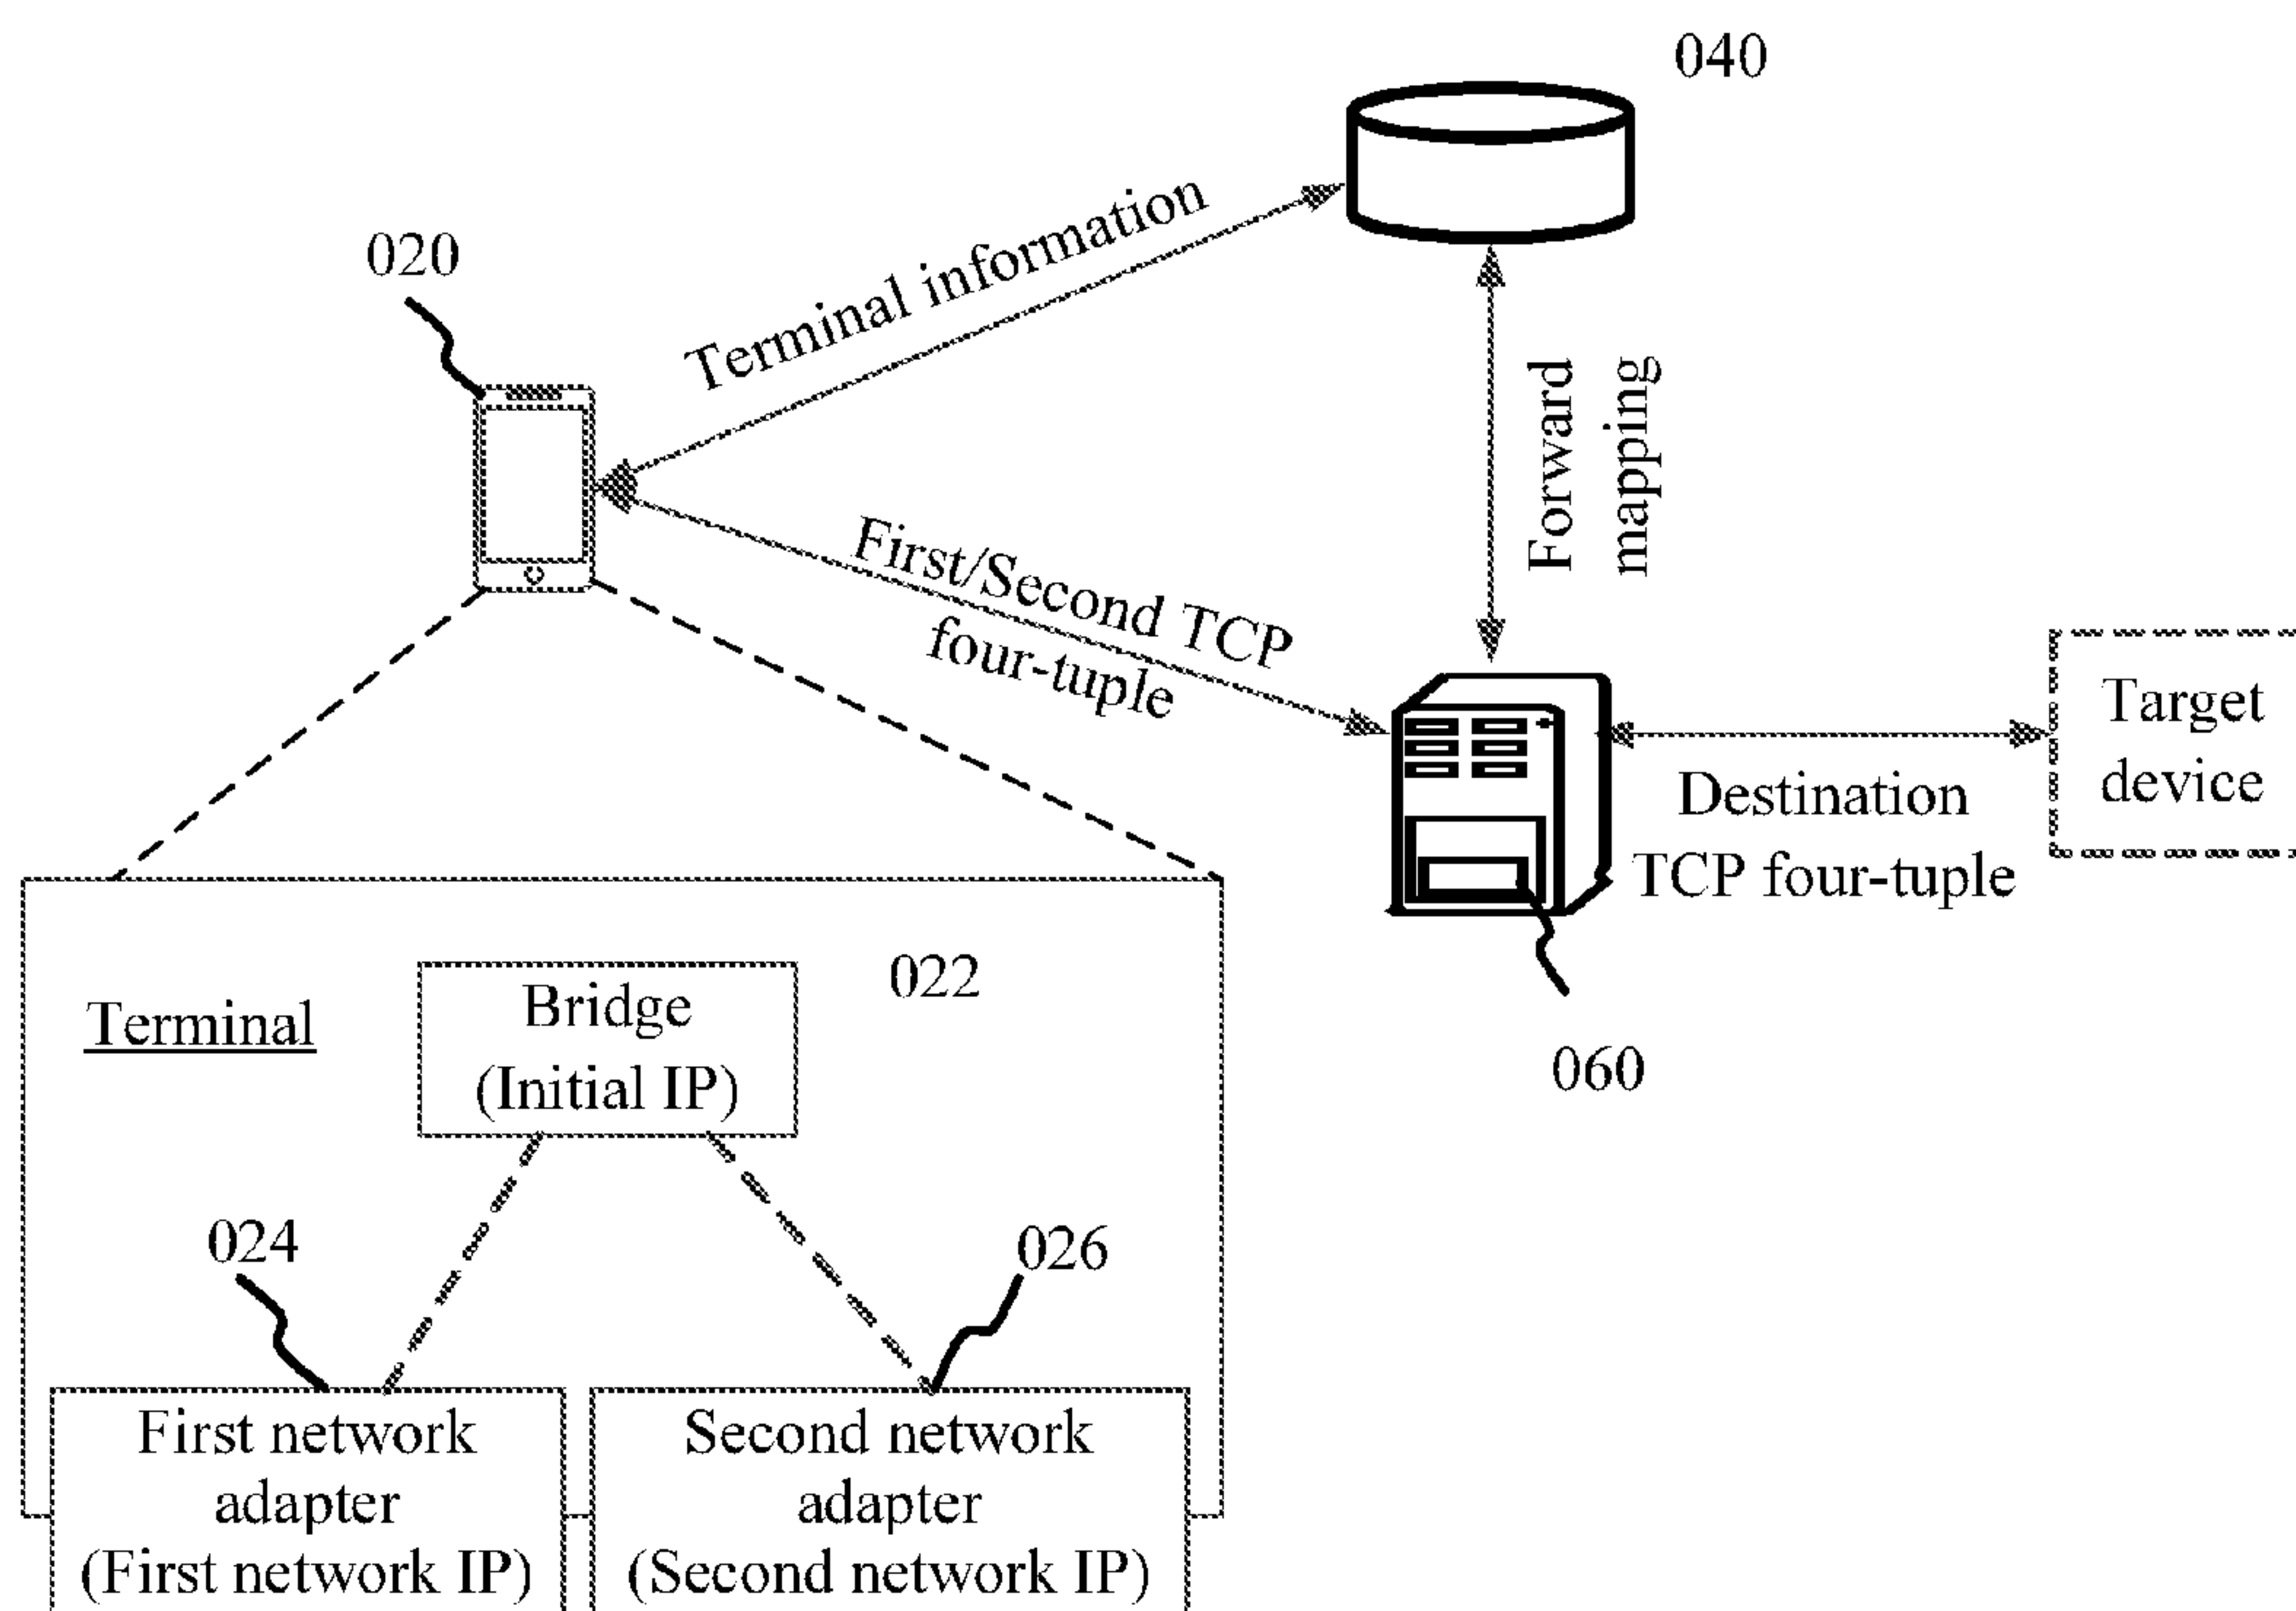 040
020
Terminal information
Forward
mapping
First/Second TCP
four-tuple
Target
device
Destination
TCP four-tuple
060
022
Terminal
Bridge
(Initial IP)
024
026
First network
adapter
(First network IP)
Second network
adapter
(Second network IP)